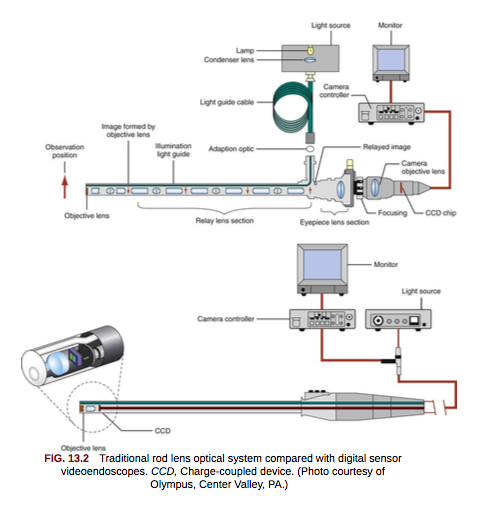 Light source
Monitor
Lamp
Condenser lens
Camera
controller
Light guide cable
Image formed by
objective lens
Observation
position
Illumination
light guide
Adaption optic
Relayed image
Camera
objective lens
Objective lens
Relay lens section
Eyepiece lens section
Focusing
CCD chip
Monitor
Light source
Camera controller
CCD
Objective lens
FIG. 13.2 Traditional rod lens optical system compared with digital sensor
videoendoscopes. CCD, Charge-coupled device. (Photo courtesy of
Olympus, Center Valley, PA.)